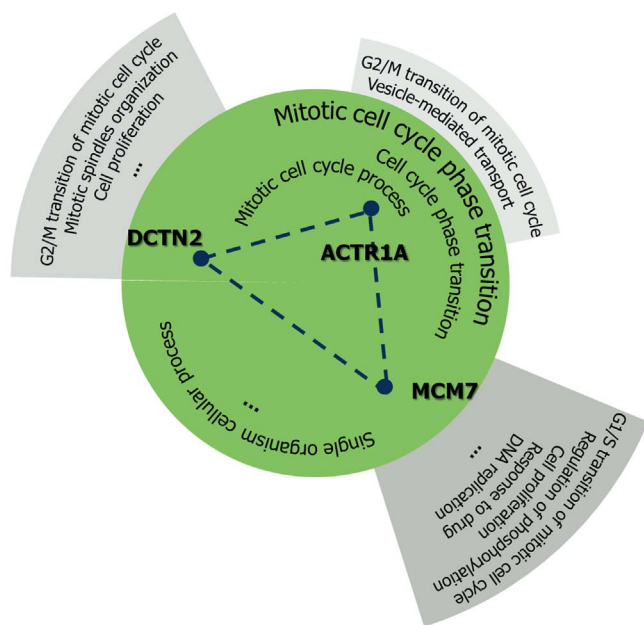 G2/M transition of mitotic cell cycle
Mitotic spindles organization
Cell proliferation
...
G2/M transition of mitotic cell cycle
Vesicle-mediated transport
Mitotic cell cycle phase transition
Cell cycle phase transition
Mitotic cell cycle process
DCTN2
ACTR1A
MCM7
Single organism cellular process
...
G1/S transition of mitotic cell cycle
Regulation of phosphorylation
Cell proliferation
Response to drug
DNA replication
...